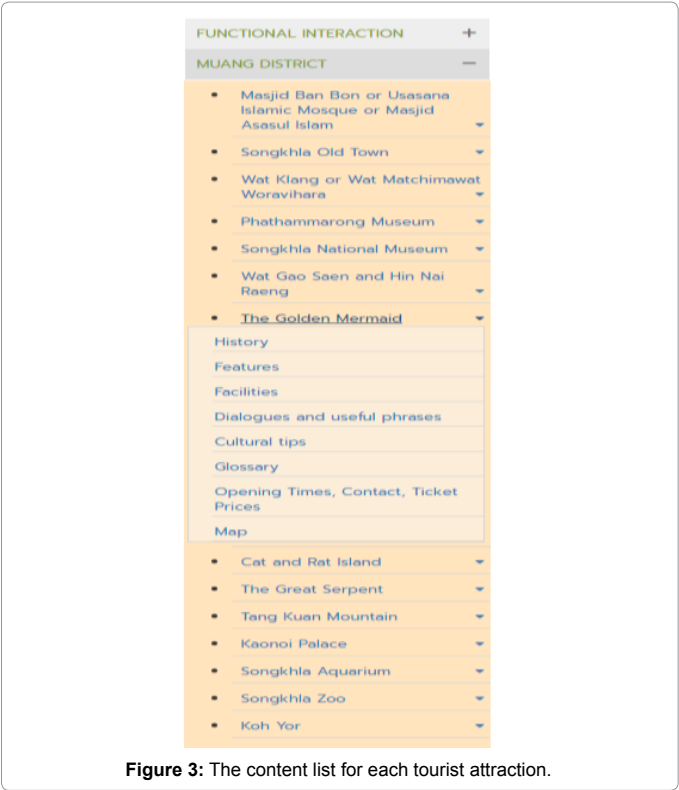 FUNCTIONAL INTERACTION +
MUANG DISTRICT —
• Masjid Ban Bon or Usasana
Islamic Mosque or Masjid
Asasul Islam
• Songkhla Old Town
• Wat Klang or Wat Matchimawat
Woravihara
• Phathammarong Museum
• Songkhla National Museum
• Wat Gao Saen and Hin Nai
Raeng
• The Golden Mermaid
History
Features
Facilities
Dialogues and useful phrases
Cultural tips
Glossary
Opening Times, Contact, Ticket
Prices
Map
• Cat and Rat Island
• The Great Serpent
• Tang Kuan Mountain
• Kaonoi Palace
• Songkhla Aquarium
• Songkhla Zoo
• Koh Yor
Figure 3: The content list for each tourist attraction.